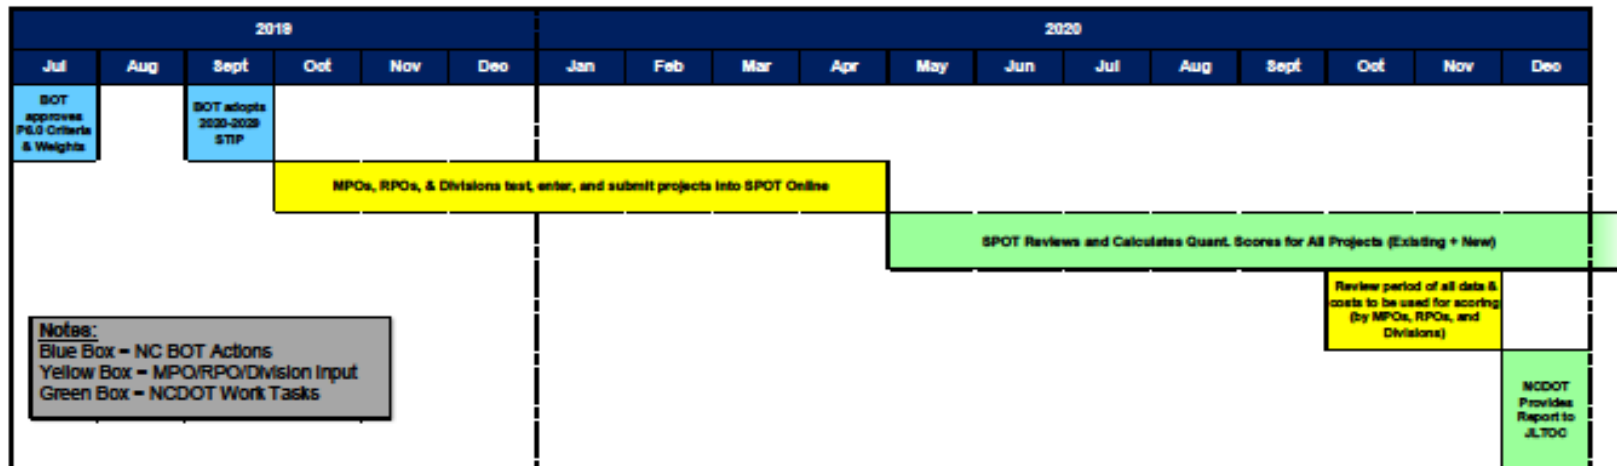 2019 2020
Jul Aug Sept Oct Nov Dec Jan Feb Mar Apr May Jun Jul Aug Sept Oct Nov Dec
BOT
approves
P6.0 Criteria
& Weights
BOT adopts
2020-2029
STIP
MPOs, RPOs, & Divisions test, enter, and submit projects into SPOT Online
SPOT Reviews and Calculates Quant. Scores for All Projects (Existing + New)
Review period of all data &
costs to be used for scoring
(by MPOs, RPOs, and
Divisions)
Notes:
Blue Box = NC BOT Actions
Yellow Box = MPO/RPO/Division Input
Green Box = NCDOT Work Tasks
NCDOT
Provides
Report to
JLTOC